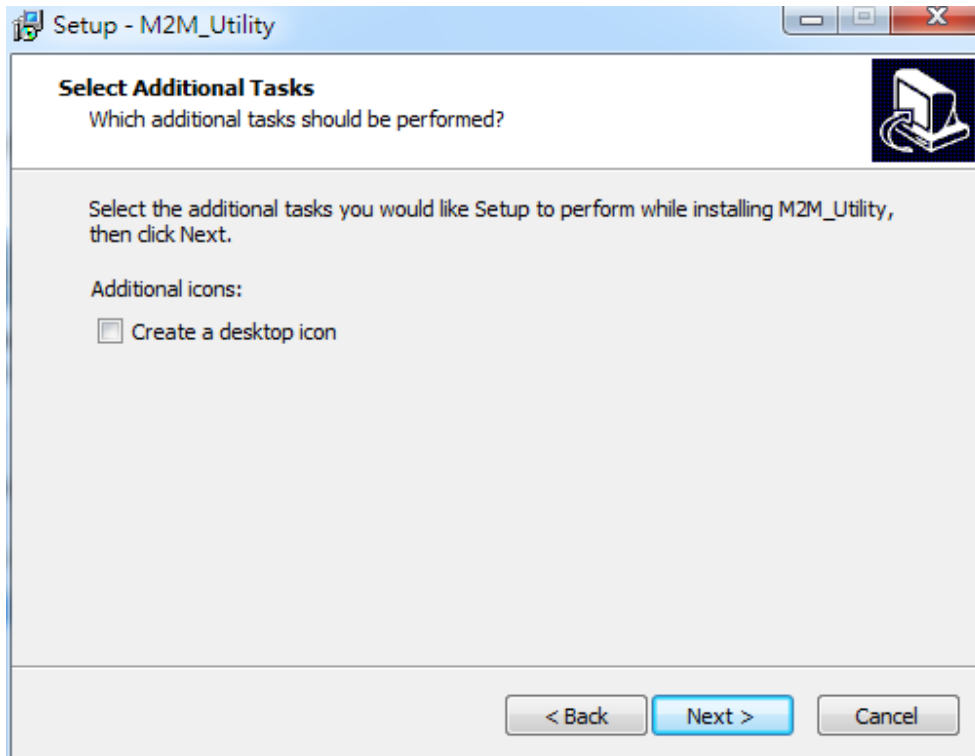 Setup - M2M_Utility
Select Additional Tasks
Which additional tasks should be performed?
Select the additional tasks you would like Setup to perform while installing M2M_Utility,
then click Next.
Additional icons:
Create a desktop icon
< Back
Next >
Cancel